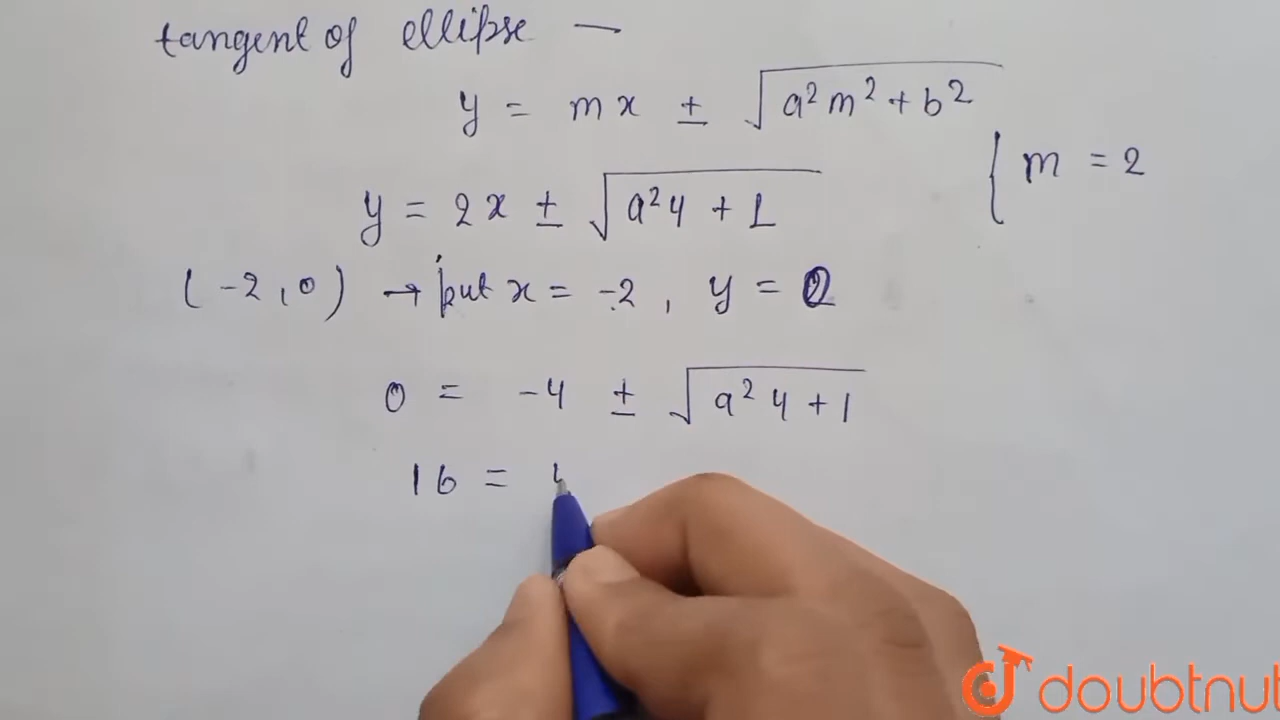 tangent of ellipse —
y = mx ± √(a²m² + b²)
{ m = 2
y = 2x ± √(a²4 + 1)
(-2, 0) → put x = -2, y = 0
0 = -4 ± √(a²4 + 1)
16 = 4
doubtnut